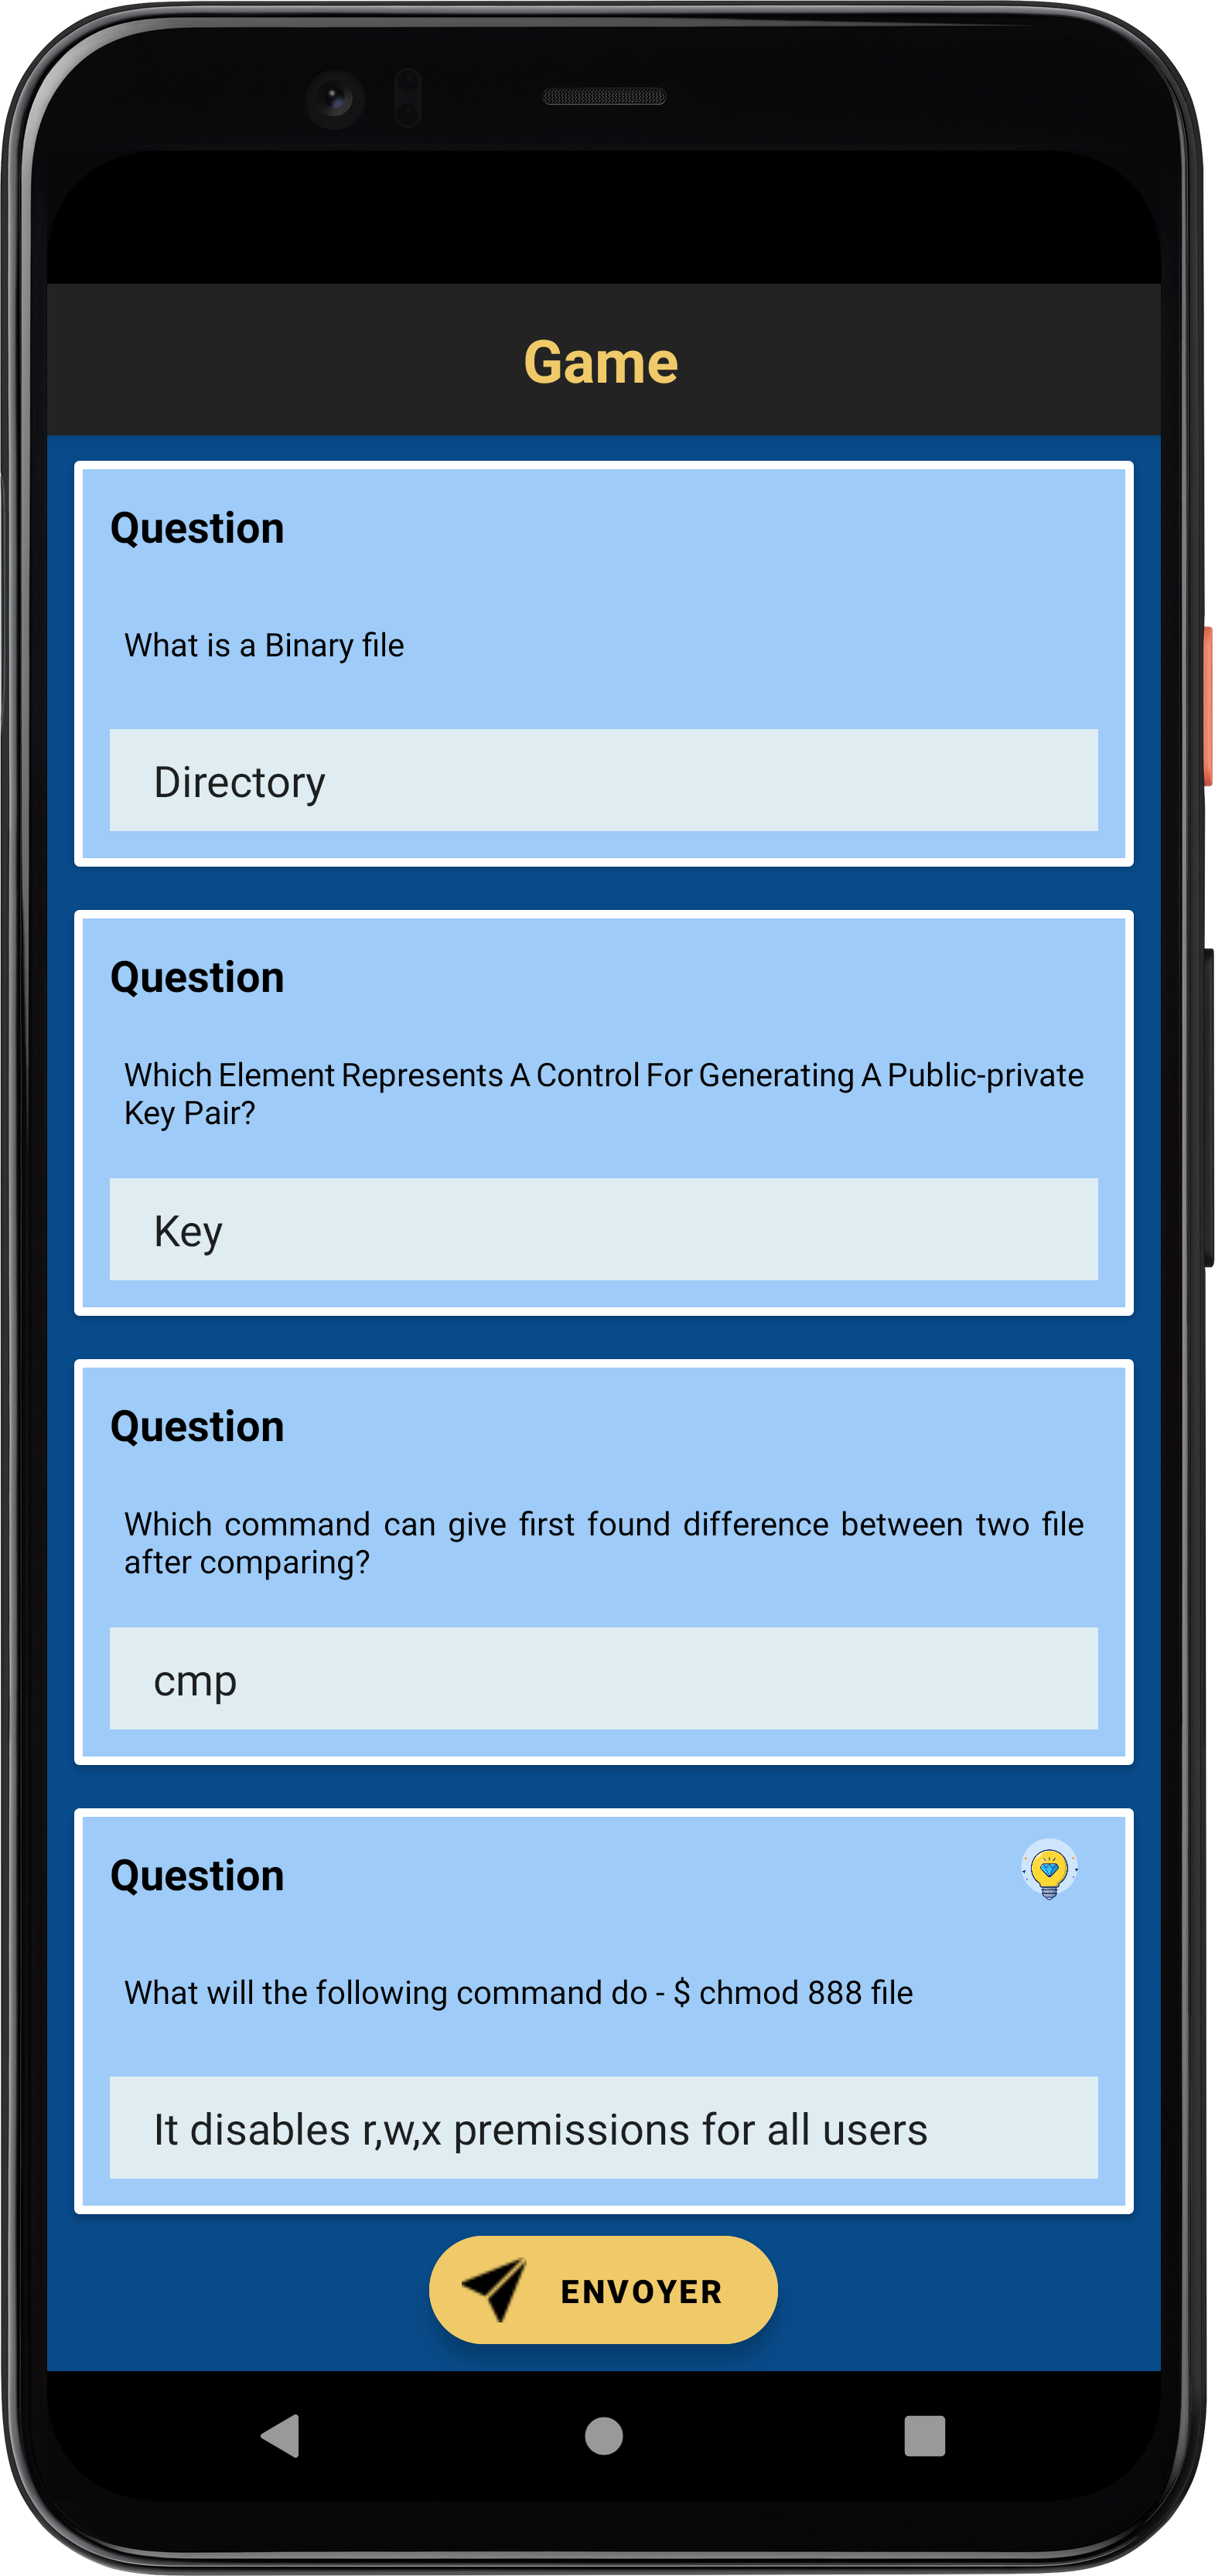 Game
Question
What is a Binary file
Directory
Question
Which Element Represents A Control For Generating A Public-private
Key Pair?
Key
Question
Which command can give first found difference between two file
after comparing?
cmp
Question
What will the following command do - $ chmod 888 file
It disables r,w,x premissions for all users
ENVOYER